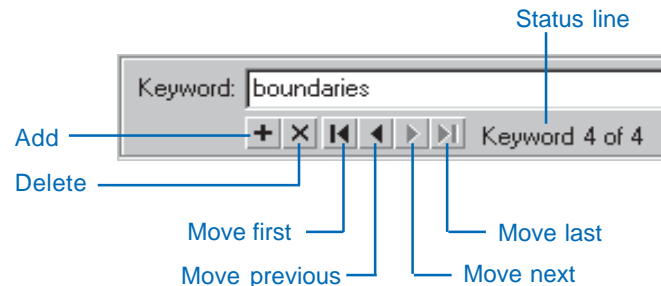 Status line
Keyword: boundaries
Keyword 4 of 4
Add
Delete
Move first
Move last
Move previous
Move next